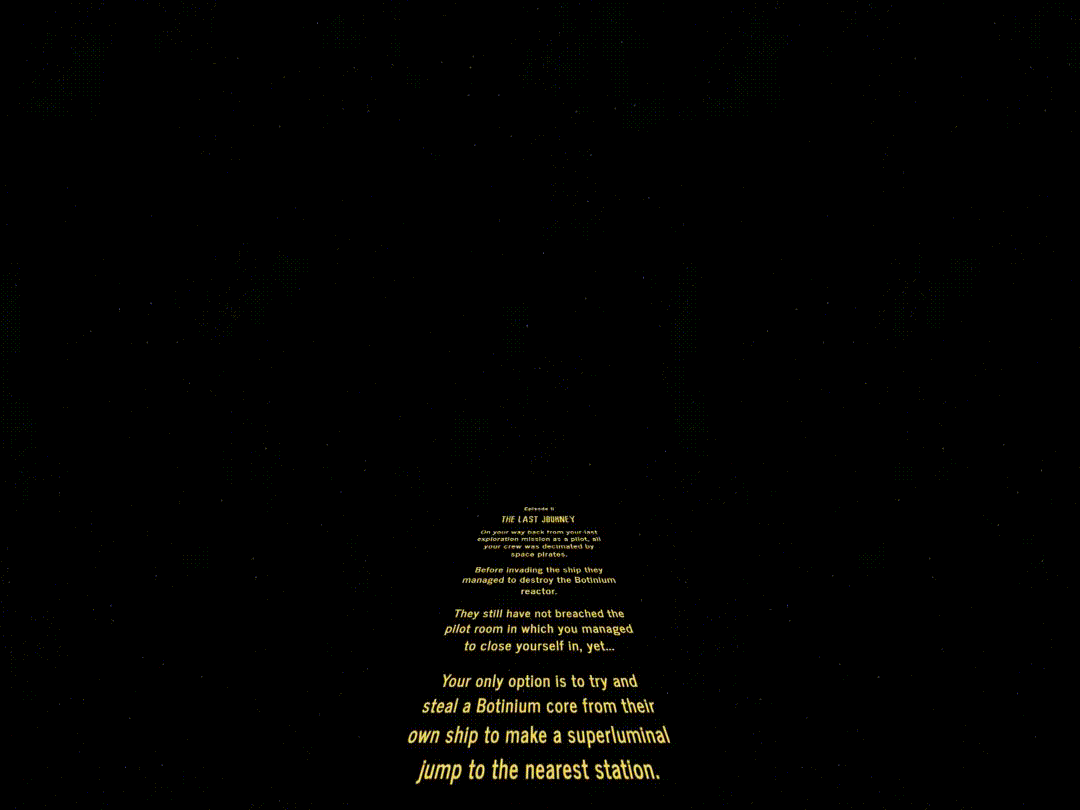 Episode II
THE LAST JOURNEY
On your way back from your last
exploration mission as a pilot, all
your crew was decimated by
space pirates.
Before invading the ship they
managed to destroy the Botinium
reactor.
They still have not breached the
pilot room in which you managed
to close yourself in, yet...
Your only option is to try and
steal a Botinium core from their
own ship to make a superluminal
jump to the nearest station.